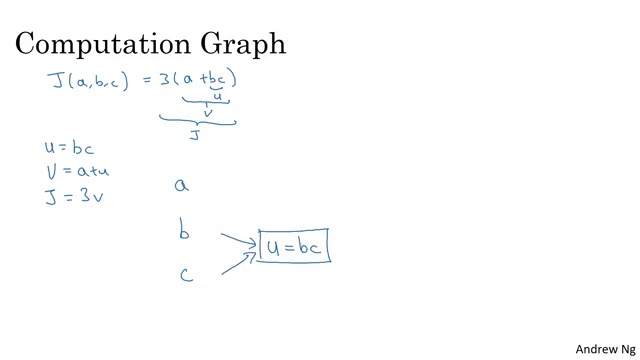 Computation Graph
J(a,b,c) = 3(a+bc)
u
v
J
u = bc
v = a+u
J = 3v
a
b
u = bc
c
Andrew Ng